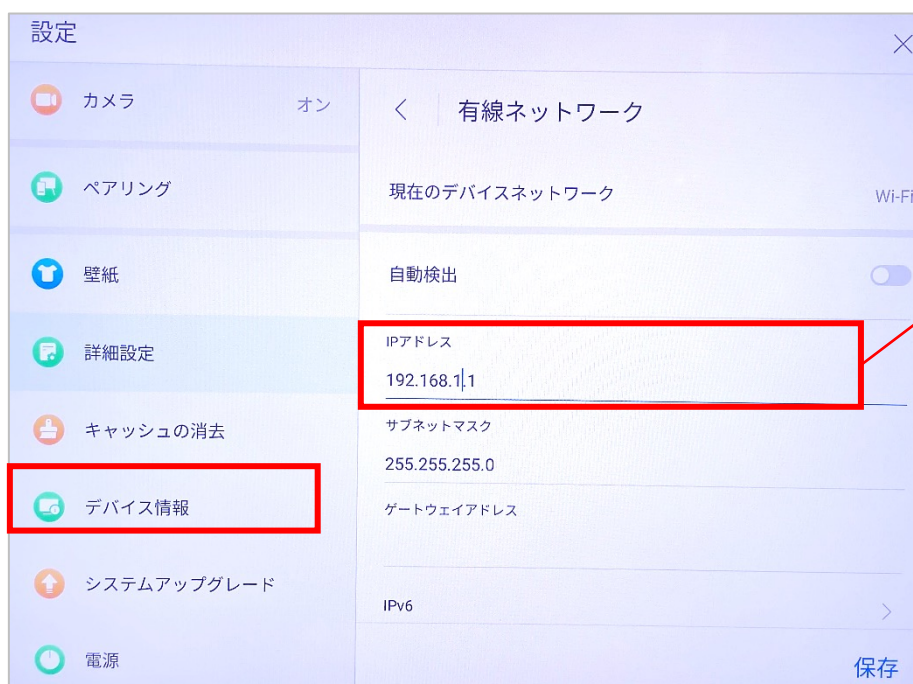 設定
カメラ
オン
ペアリング
壁紙
詳細設定
キャッシュの消去
デバイス情報
システムアップグレード
電源
有線ネットワーク
現在のデバイスネットワーク
Wi-Fi
自動検出
IPアドレス
192.168.1.1
サブネットマスク
255.255.255.0
ゲートウェイアドレス
IPv6
保存